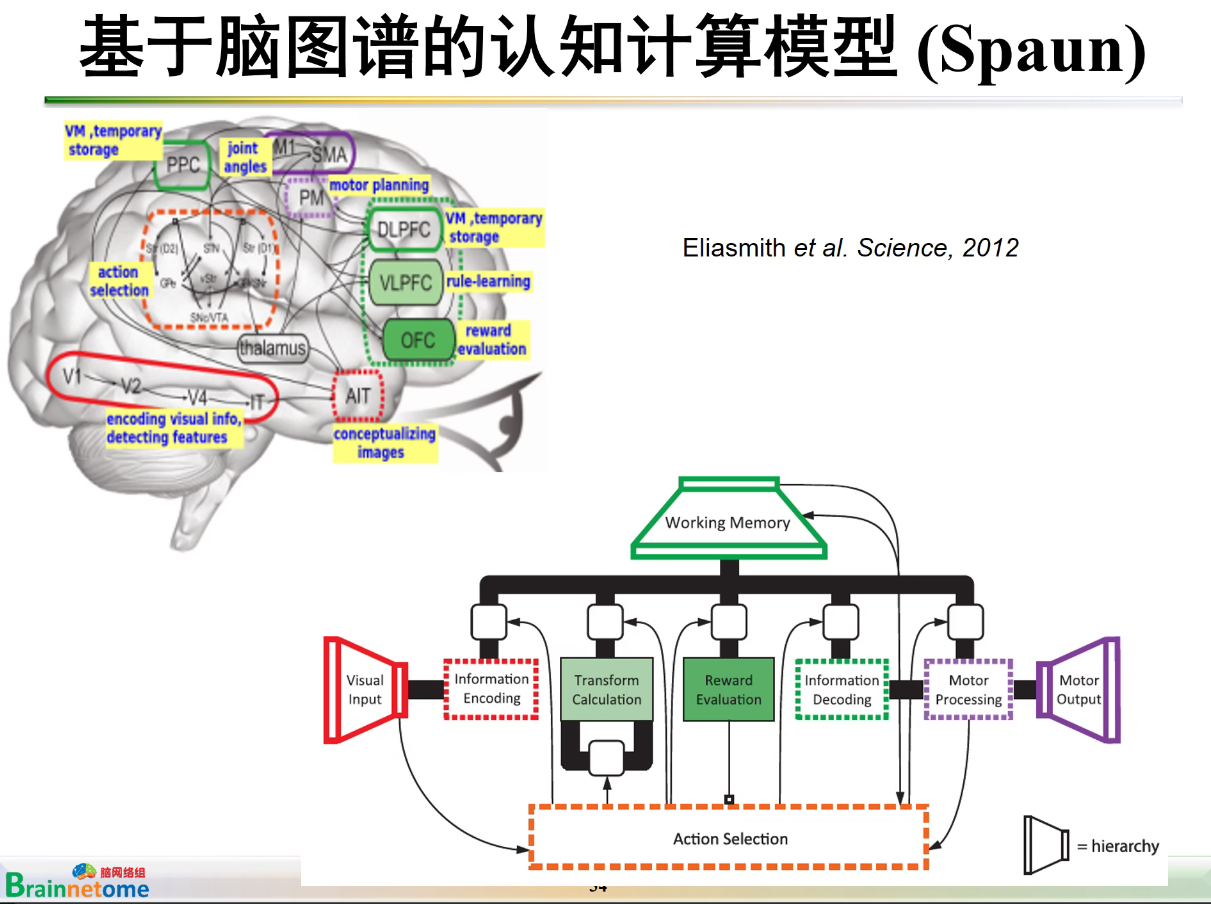 基于脑图谱的认知计算模型 (Spaun)
VM ,temporary
storage
PPC
joint
angles
M1
SMA
PM
motor planning
DLPFC
VM ,temporary
storage
Str (D2)
STN
Str (D1)
action
selection
GPe
vStr
SNc/VTA
VLPFC
rule-learning
OFC
reward
evaluation
thalamus
V1
V2
V4
IT
AIT
encoding visual info,
detecting features
conceptualizing
images
Eliasmith et al. Science, 2012
Working Memory
Visual
Input
Information
Encoding
Transform
Calculation
Reward
Evaluation
Information
Decoding
Motor
Processing
Motor
Output
Action Selection
= hierarchy
脑网络组
Brainnetome